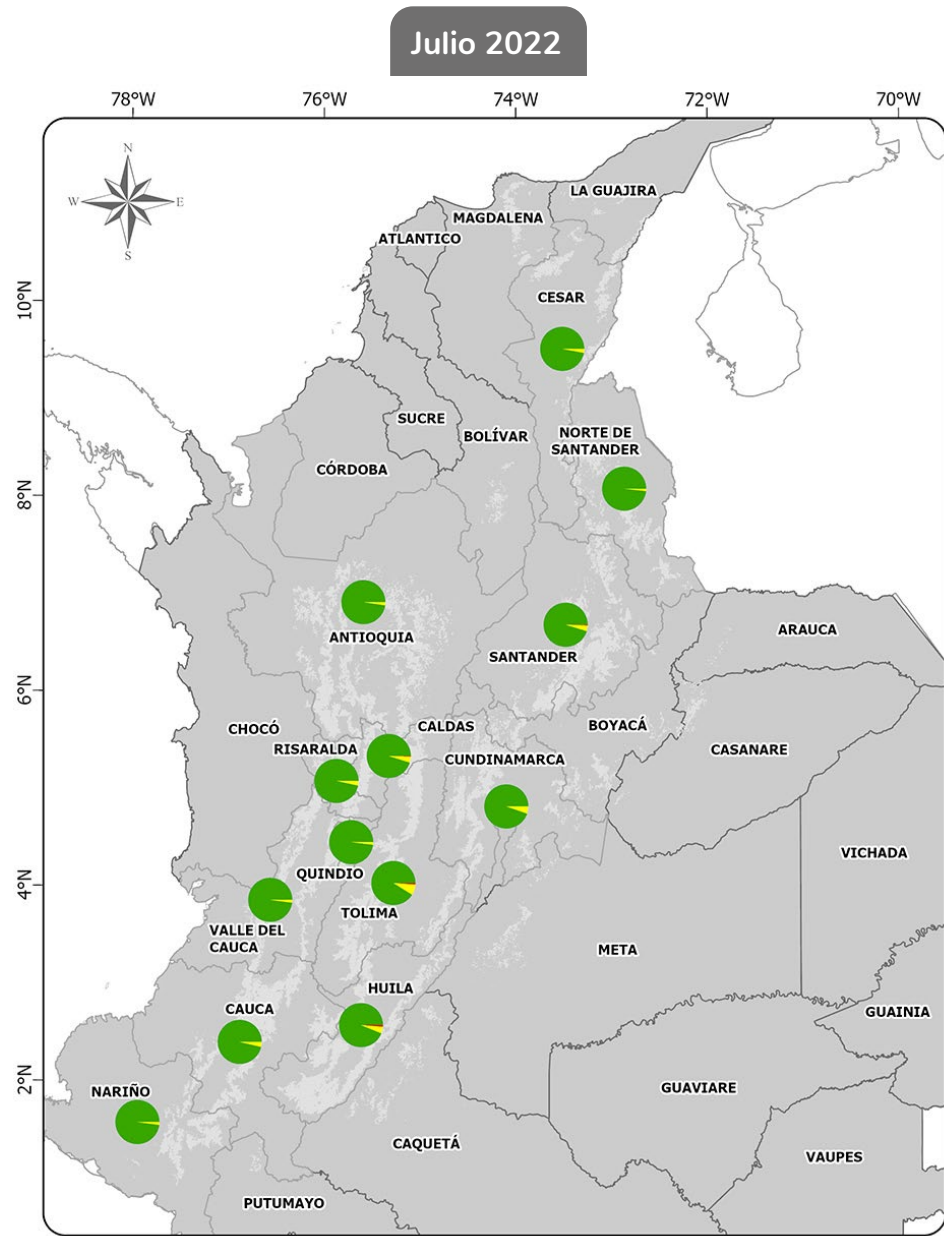 Julio 2022
78°W
76°W
74°W
72°W
70°W
N
W
E
S
LA GUAJIRA
MAGDALENA
ATLANTICO
10°N
CESAR
SUCRE
BOLÍVAR
NORTE DE
SANTANDER
CÓRDOBA
8°N
ANTIOQUIA
SANTANDER
ARAUCA
6°N
CHOCÓ
CALDAS
BOYACÁ
RISARALDA
CUNDINAMARCA
CASANARE
VICHADA
QUINDIO
4°N
TOLIMA
VALLE DEL
CAUCA
META
HUILA
CAUCA
GUAINIA
2°N
NARIÑO
GUAVIARE
CAQUETÁ
VAUPES
PUTUMAYO